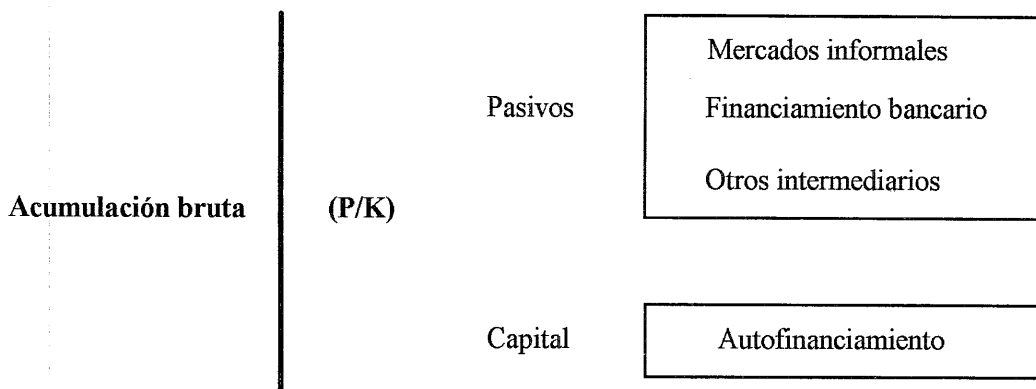 Mercados informales
Pasivos
Financiamiento bancario
Otros intermediarios
Acumulación bruta
(P/K)
Capital
Autofinanciamiento